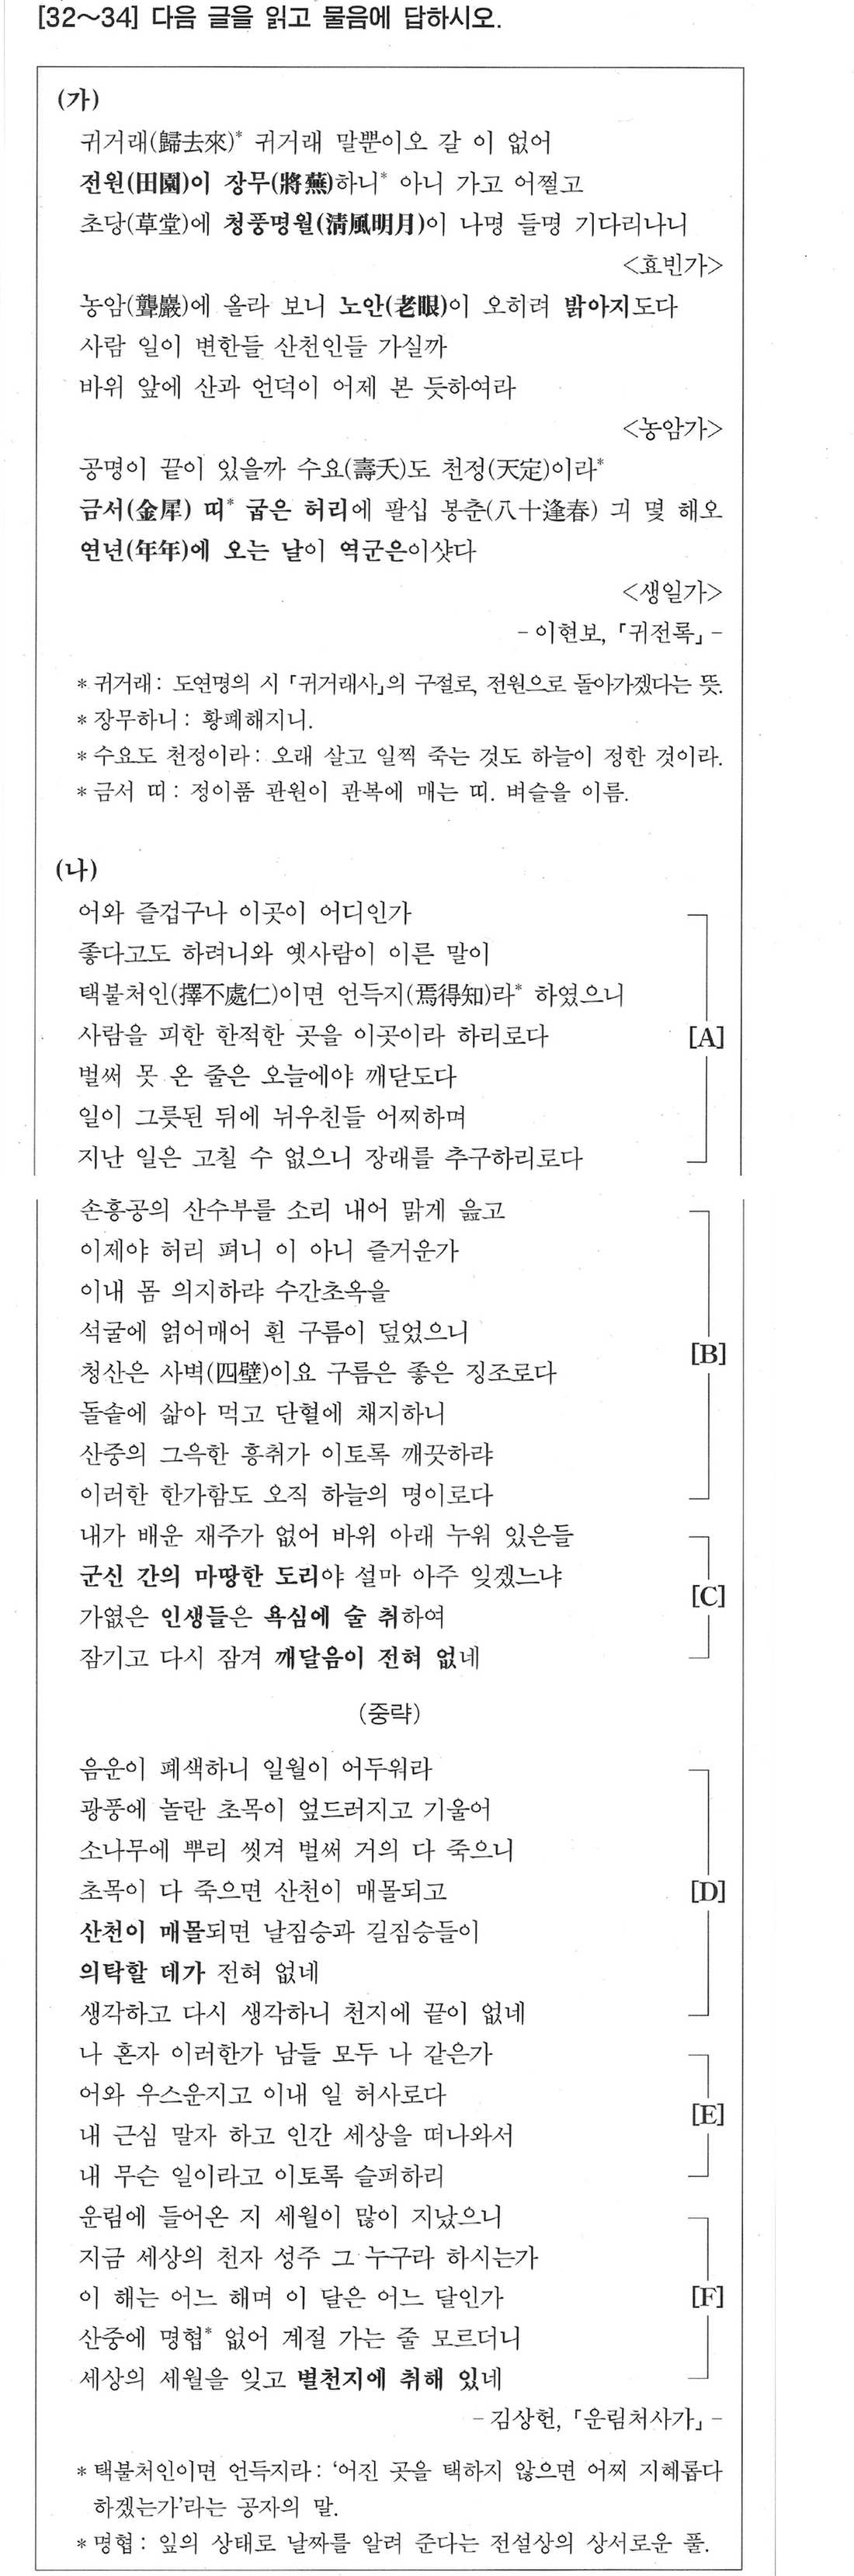 [32~34] 다음 글을 읽고 물음에 답하시오.
(가)
귀거래(歸去來)* 귀거래 말뿐이오 갈 이 없어
전원(田園)이 장무(將蕪)하니* 아니 가고 어쩔고
초당(草堂)에 청풍명월(淸風明月)이 나명 들명 기다리나니
<효빈가>
농암(聾巖)에 올라 보니 노안(老眼)이 오히려 밝아지도다
사람 일이 변한들 산천인들 가실까
바위 앞에 산과 언덕이 어제 본 듯하여라
<농암가>
공명이 끝이 있을까 수요(壽夭)도 천정(天定)이라*
금서(金犀) 띠* 굽은 허리에 팔십 봉춘(八十逢春) 긔 몇 해오
연년(年年)에 오는 날이 역군은이샷다
<생일가>
- 이현보, 「귀전록」 -
* 귀거래 : 도연명의 시 「귀거래사」의 구절로, 전원으로 돌아가겠다는 뜻.
* 장무하니 : 황폐해지니.
* 수요도 천정이라 : 오래 살고 일찍 죽는 것도 하늘이 정한 것이라.
* 금서 띠 : 정이품 관원이 관복에 매는 띠. 벼슬을 이름.
(나)
어와 즐겁구나 이곳이 어디인가
좋다고도 하려니와 옛사람이 이른 말이
택불처인(擇不處仁)이면 언득지(焉得知)라* 하였으니
사람을 피한 한적한 곳을 이곳이라 하리로다
[A]
벌써 못 온 줄은 오늘에야 깨닫도다
일이 그릇된 뒤에 뉘우친들 어찌하며
지난 일은 고칠 수 없으니 장래를 추구하리로다
손흥공의 산수부를 소리 내어 맑게 읊고
이제야 허리 펴니 이 아니 즐거운가
이내 몸 의지하랴 수간초옥을
석굴에 얽어매어 흰 구름이 덮었으니
[B]
청산은 사벽(四壁)이요 구름은 좋은 징조로다
돌솥에 삶아 먹고 단혈에 채지하니
산중의 그윽한 흥취가 이토록 깨끗하랴
이러한 한가함도 오직 하늘의 명이로다
내가 배운 재주가 없어 바위 아래 누워 있은들
군신 간의 마땅한 도리야 설마 아주 잊겠느냐
[C]
가엾은 인생들은 욕심에 술 취하여
잠기고 다시 잠겨 깨달음이 전혀 없네
(중략)
음운이 폐색하니 일월이 어두워라
광풍에 놀란 초목이 엎드러지고 기울어
소나무에 뿌리 씻겨 벌써 거의 다 죽으니
초목이 다 죽으면 산천이 매몰되고
[D]
산천이 매몰되면 날짐승과 길짐승들이
의탁할 데가 전혀 없네
생각하고 다시 생각하니 천지에 끝이 없네
나 혼자 이러한가 남들 모두 나 같은가
어와 우스운지고 이내 일 허사로다
[E]
내 근심 말자 하고 인간 세상을 떠나와서
내 무슨 일이라고 이토록 슬퍼하리
운림에 들어온 지 세월이 많이 지났으니
지금 세상의 천자 성주 그 누구라 하시는가
이 해는 어느 해며 이 달은 어느 달인가
[F]
산중에 명협* 없어 계절 가는 줄 모르더니
세상의 세월을 잊고 별천지에 취해 있네
- 김상헌, 「운림처사가」 -
* 택불처인이면 언득지라 : ‘어진 곳을 택하지 않으면 어찌 지혜롭다
하겠는가’라는 공자의 말.
* 명협 : 잎의 상태로 날짜를 알려 준다는 전설상의 상서로운 풀.